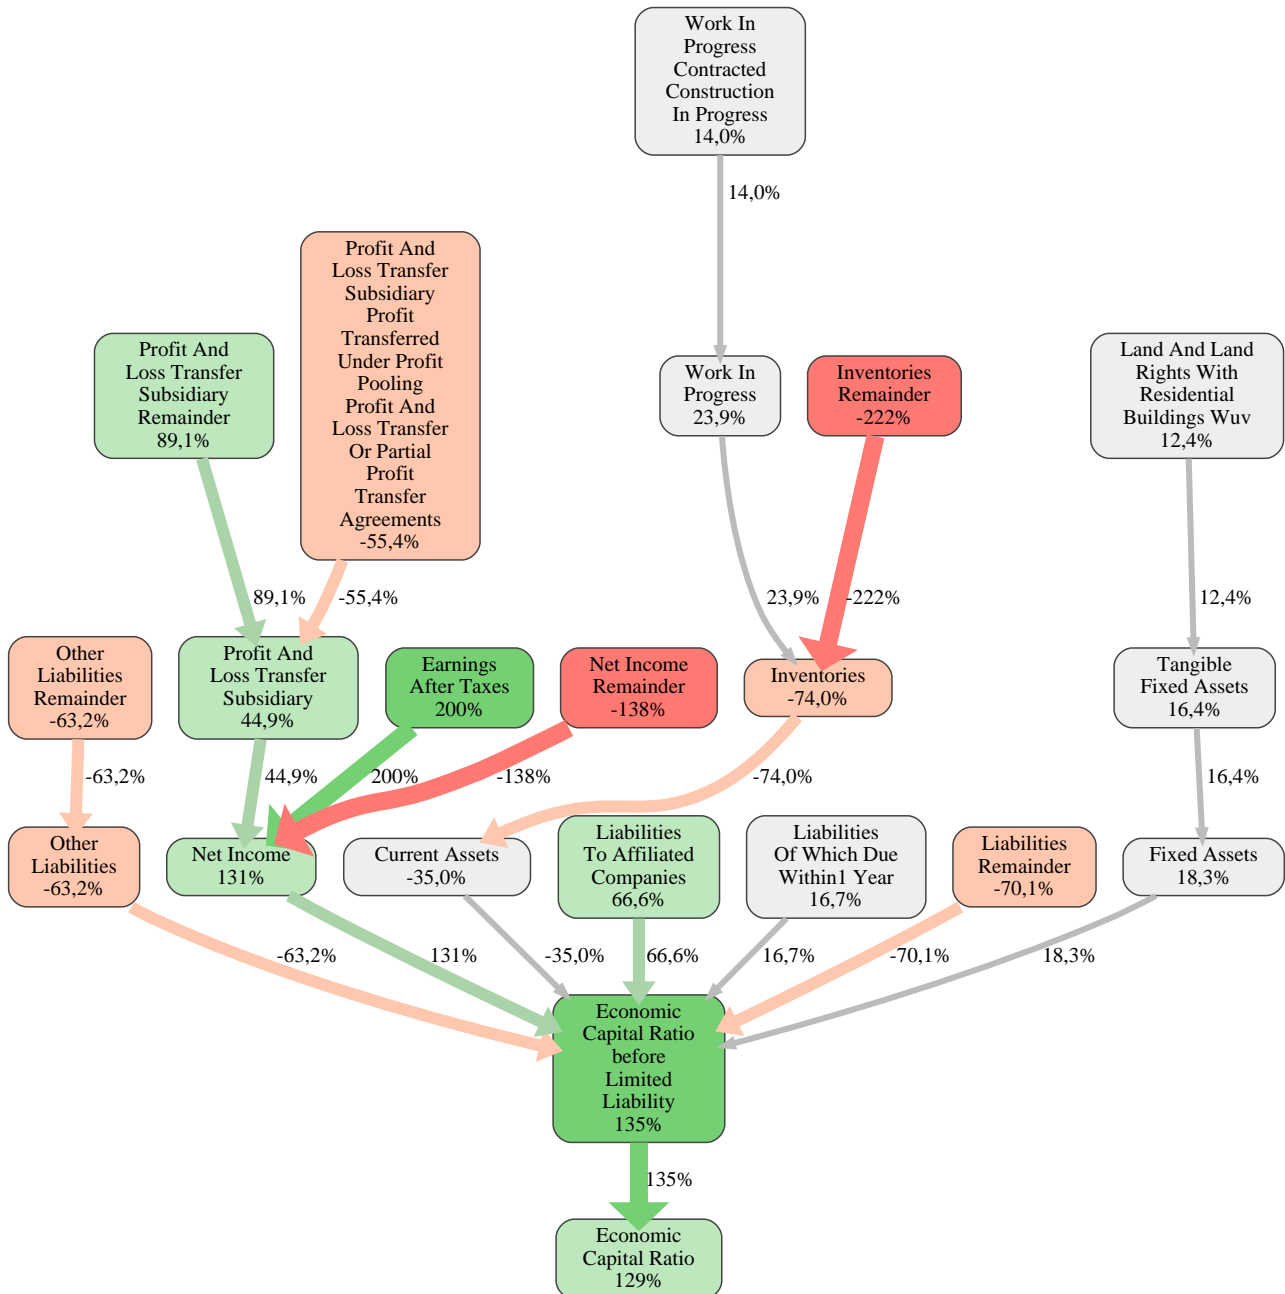 Work In
Progress
Contracted
Construction
In Progress
14,0%
14,0%
Profit And
Loss Transfer
Subsidiary
Profit
Transferred
Under Profit
Pooling
Profit And
Loss Transfer
Or Partial
Profit
Transfer
Agreements
-55,4%
Profit And
Loss Transfer
Subsidiary
Remainder
89,1%
Work In
Progress
23,9%
Inventories
Remainder
-222%
Land And Land
Rights With
Residential
Buildings Wuv
12,4%
89,1%
-55,4%
23,9%
-222%
12,4%
Other
Liabilities
Remainder
-63,2%
Profit And
Loss Transfer
Subsidiary
44,9%
Earnings
After Taxes
200%
Net Income
Remainder
-138%
Inventories
-74,0%
Tangible
Fixed Assets
16,4%
-63,2%
44,9%
200%
-138%
-74,0%
16,4%
Other
Liabilities
-63,2%
Net Income
131%
Current Assets
-35,0%
Liabilities
To Affiliated
Companies
66,6%
Liabilities
Of Which Due
Within1 Year
16,7%
Liabilities
Remainder
-70,1%
Fixed Assets
18,3%
-63,2%
131%
-35,0%
66,6%
16,7%
-70,1%
18,3%
Economic
Capital Ratio
before
Limited
Liability
135%
135%
Economic
Capital Ratio
129%